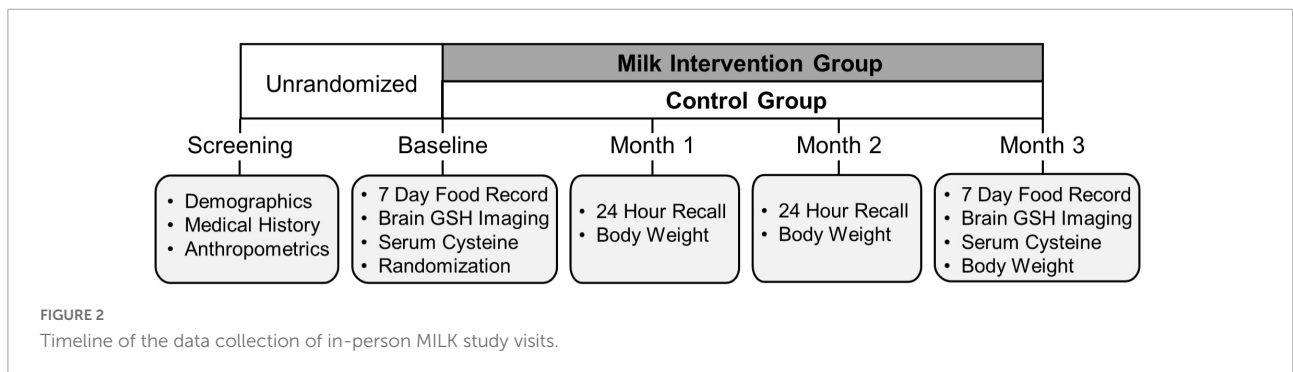 Milk Intervention Group
Unrandomized
Control Group
Screening
Baseline
Month 1
Month 2
Month 3
• Demographics
• Medical History
• Anthropometrics
• 7 Day Food Record
• Brain GSH Imaging
• Serum Cysteine
• Randomization
• 24 Hour Recall
• Body Weight
• 24 Hour Recall
• Body Weight
• 7 Day Food Record
• Brain GSH Imaging
• Serum Cysteine
• Body Weight
FIGURE 2
Timeline of the data collection of in-person MILK study visits.